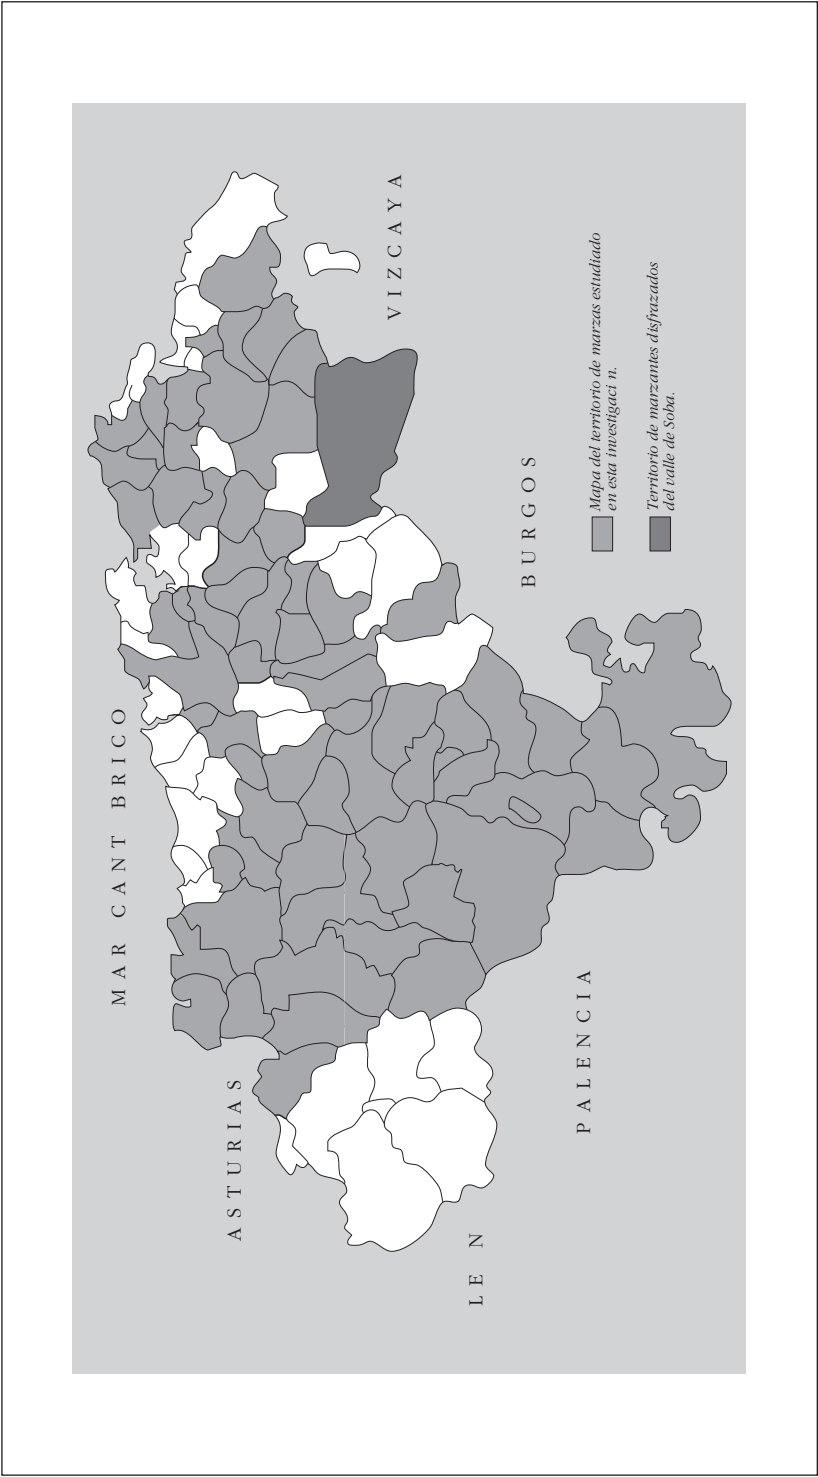 MAR CANT BRICO
VIZCAYA
ASTURIAS
BURGOS
PALENCIA
LE N
Mapa del territorio de marzas estudiado
en esta investigaci n.
Territorio de marzantes disfrazados
del valle de Soba.